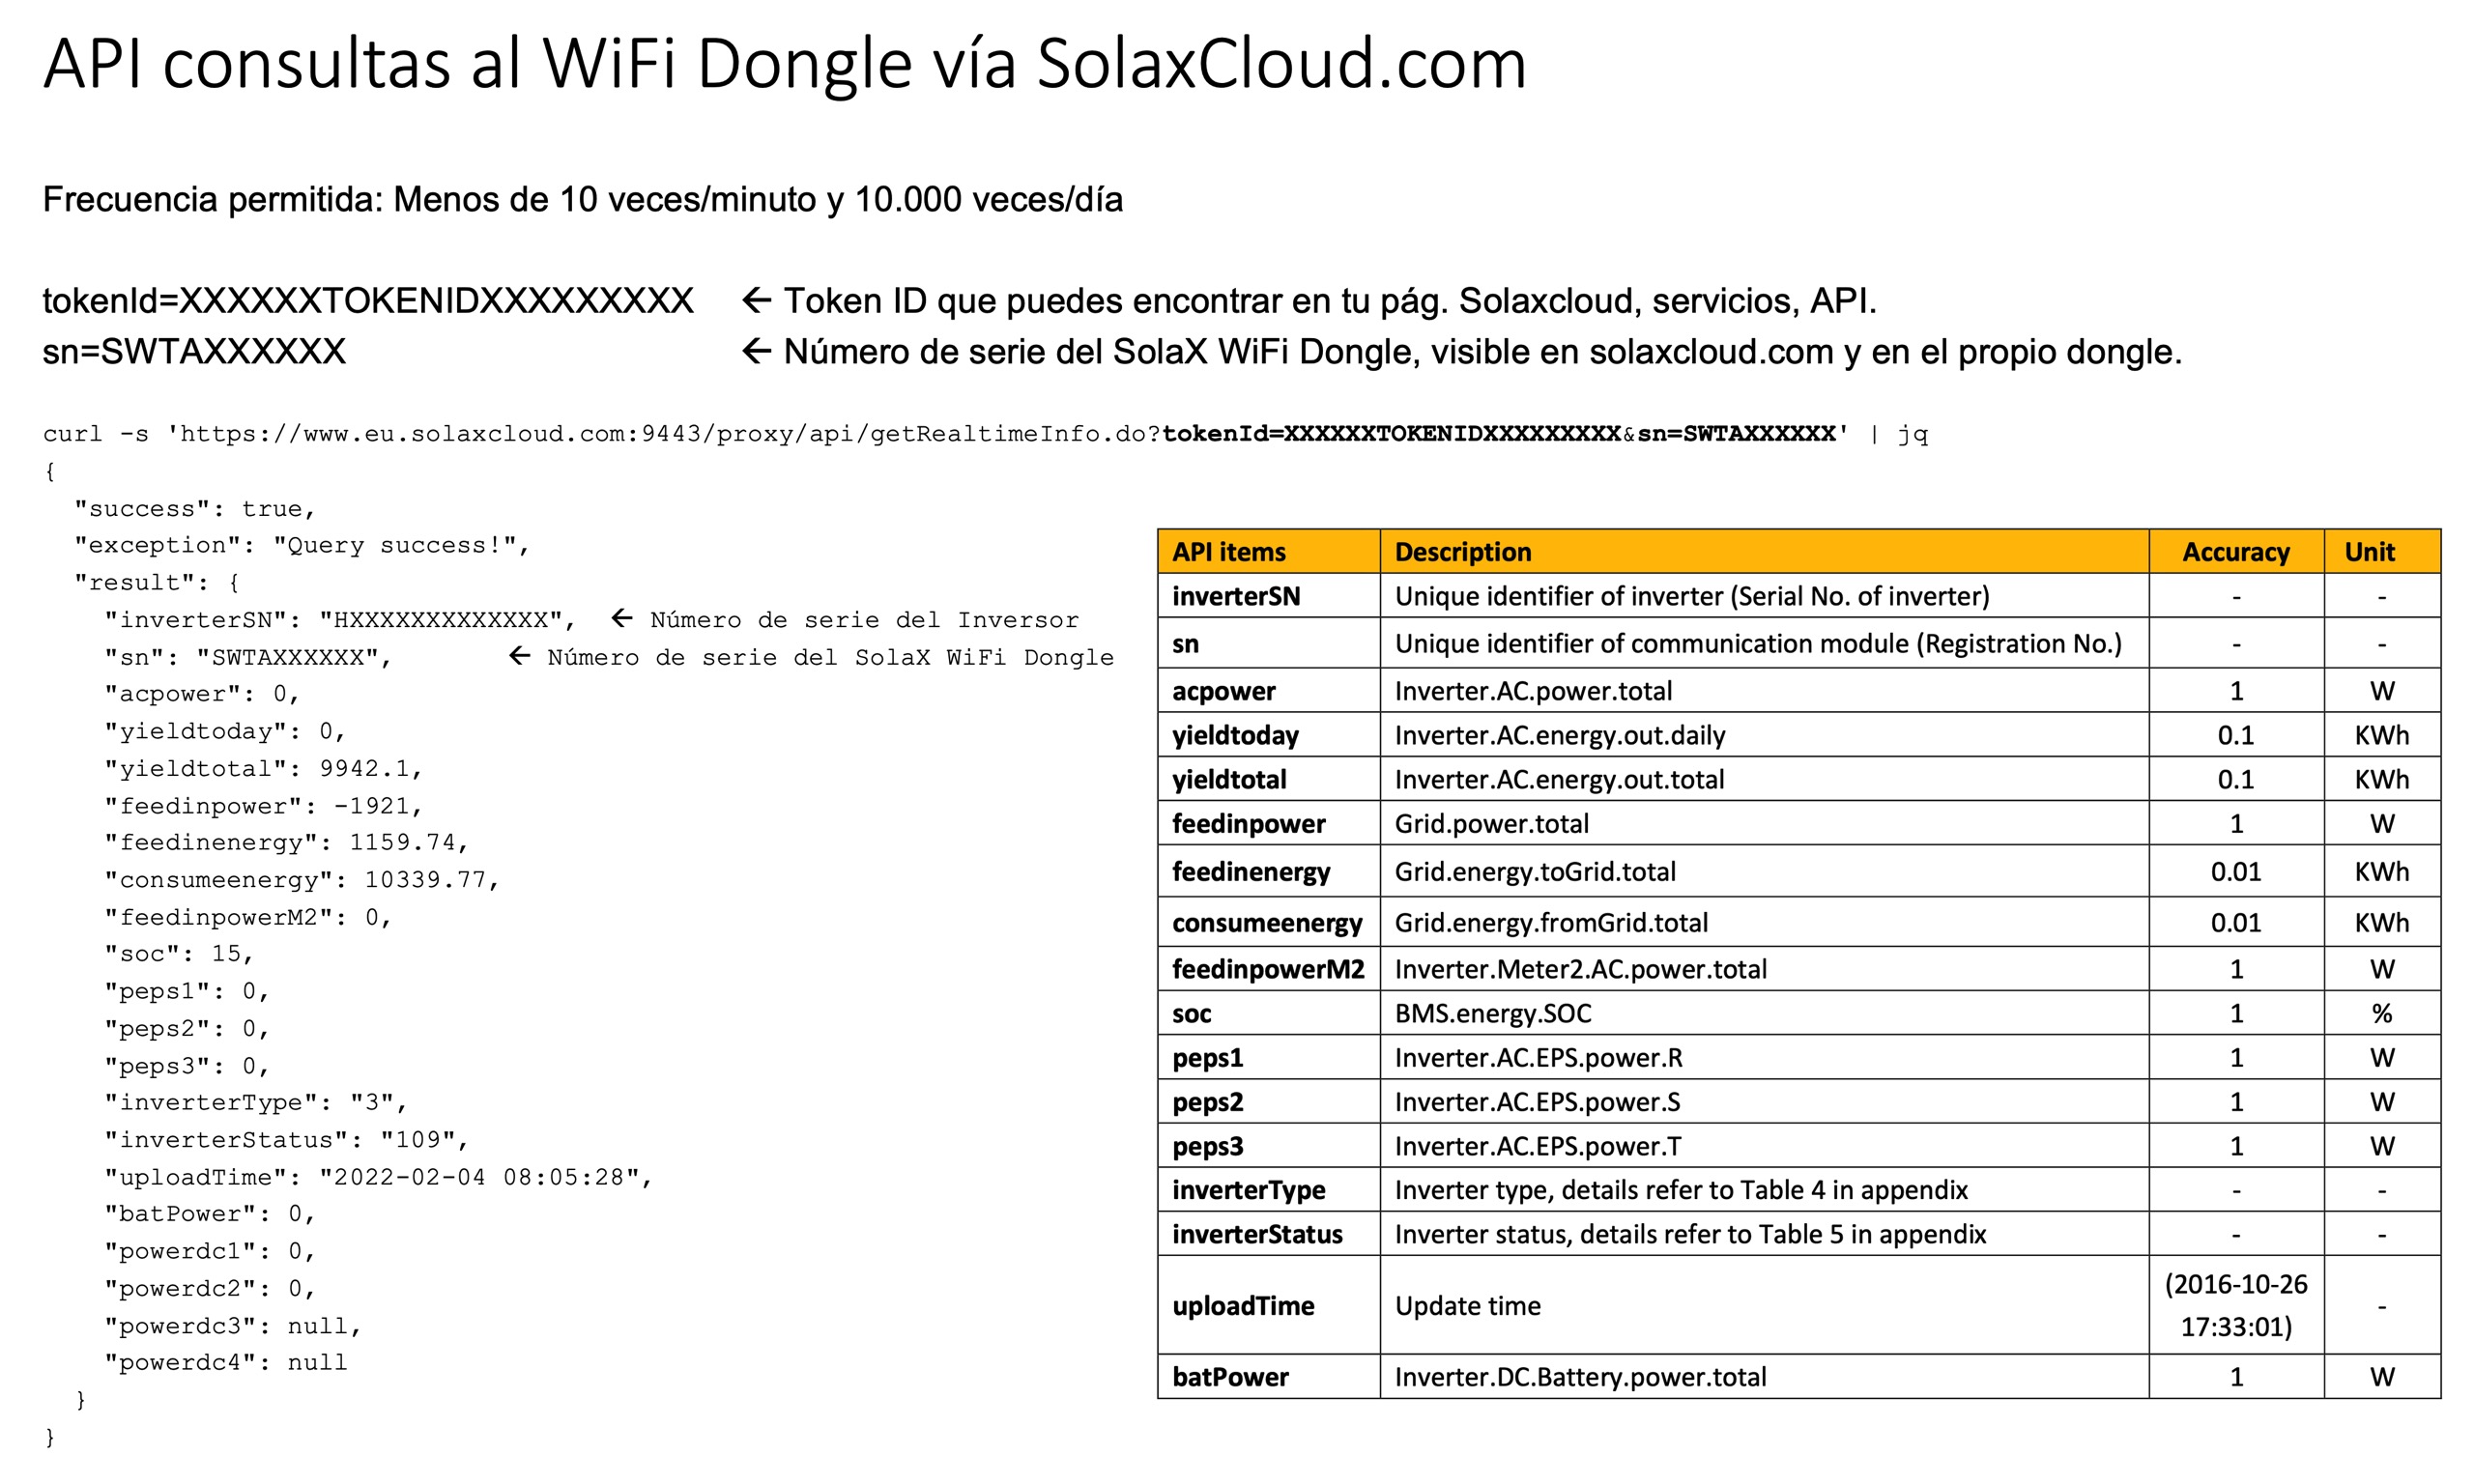 API consultas al WiFi Dongle vía SolaxCloud.com
Frecuencia permitida: Menos de 10 veces/minuto y 10.000 veces/día
tokenId=XXXXXXTOKENIDXXXXXXXXX ← Token ID que puedes encontrar en tu pág. Solaxcloud, servicios, API.
sn=SWTAXXXXXX ← Número de serie del SolaX WiFi Dongle, visible en solaxcloud.com y en el propio dongle.
curl -s 'https://www.eu.solaxcloud.com:9443/proxy/api/getRealtimeInfo.do?tokenId=XXXXXXTOKENIDXXXXXXXXX&sn=SWTAXXXXXX' | jq
{
"success": true,
"exception": "Query success!",
"result": {
"inverterSN": "HXXXXXXXXXXXXX", ← Número de serie del Inversor
"sn": "SWTAXXXXXX", ← Número de serie del SolaX WiFi Dongle
"acpower": 0,
"yieldtoday": 0,
"yieldtotal": 9942.1,
"feedinpower": -1921,
"feedinenergy": 1159.74,
"consumeenergy": 10339.77,
"feedinpowerM2": 0,
"soc": 15,
"peps1": 0,
"peps2": 0,
"peps3": 0,
"inverterType": "3",
"inverterStatus": "109",
"uploadTime": "2022-02-04 08:05:28",
"batPower": 0,
"powerdc1": 0,
"powerdc2": 0,
"powerdc3": null,
"powerdc4": null
}
}
API items Description Accuracy Unit
inverterSN Unique identifier of inverter (Serial No. of inverter) - -
sn Unique identifier of communication module (Registration No.) - -
acpower Inverter.AC.power.total 1 W
yieldtoday Inverter.AC.energy.out.daily 0.1 KWh
yieldtotal Inverter.AC.energy.out.total 0.1 KWh
feedinpower Grid.power.total 1 W
feedinenergy Grid.energy.toGrid.total 0.01 KWh
consumeenergy Grid.energy.fromGrid.total 0.01 KWh
feedinpowerM2 Inverter.Meter2.AC.power.total 1 W
soc BMS.energy.SOC 1 %
peps1 Inverter.AC.EPS.power.R 1 W
peps2 Inverter.AC.EPS.power.S 1 W
peps3 Inverter.AC.EPS.power.T 1 W
inverterType Inverter type, details refer to Table 4 in appendix - -
inverterStatus Inverter status, details refer to Table 5 in appendix - -
uploadTime Update time (2016-10-26 17:33:01) -
batPower Inverter.DC.Battery.power.total 1 W